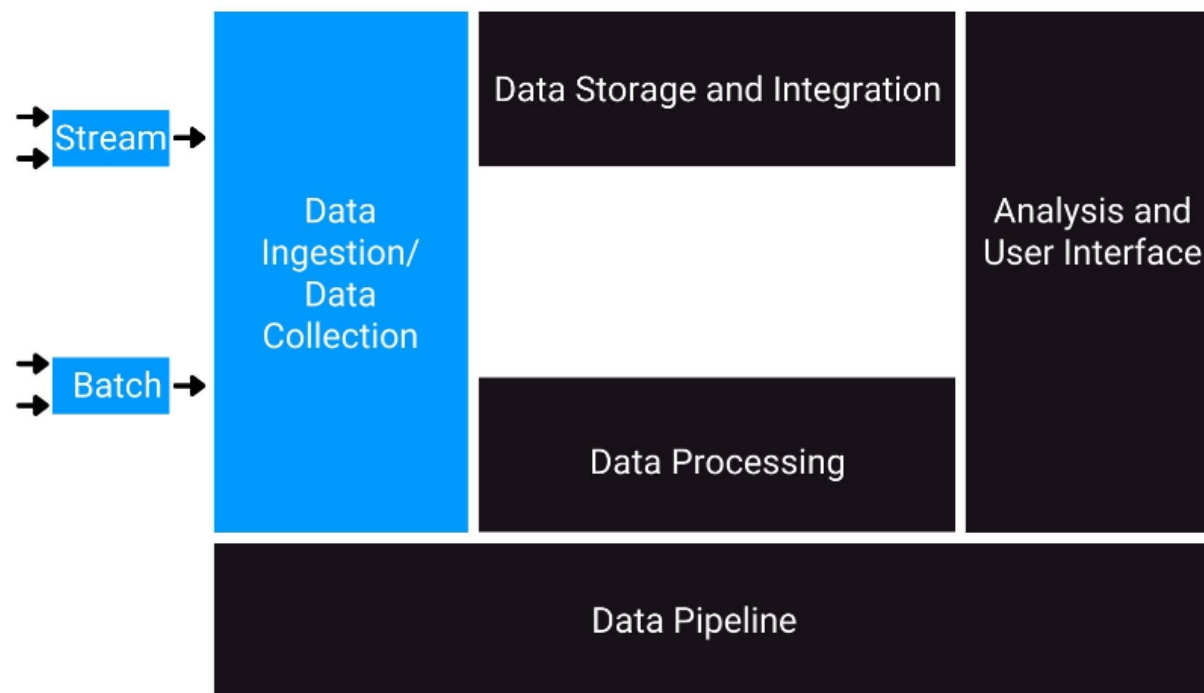 Stream
Batch
Data
Ingestion/
Data
Collection
Data Storage and Integration
Data Processing
Analysis and
User Interface
Data Pipeline